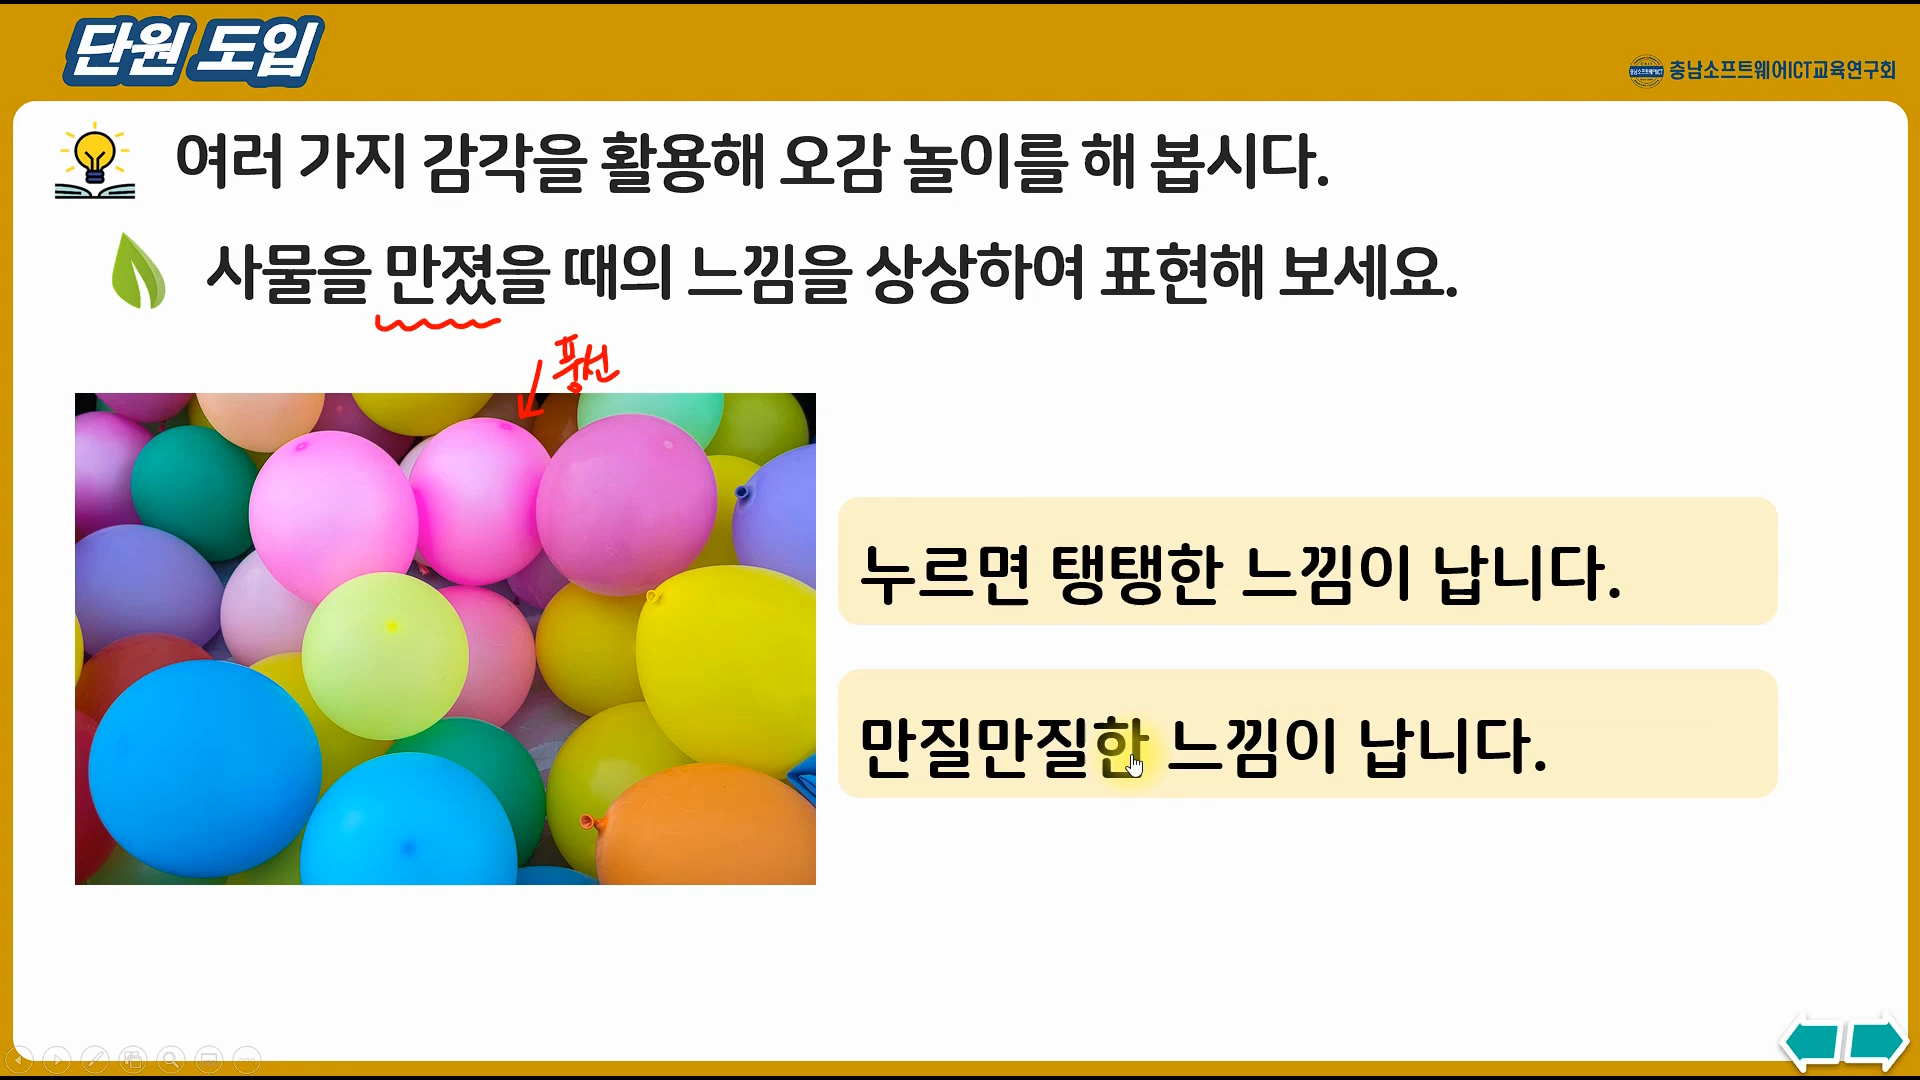 단원 도입
충남소프트웨어ICT교육연구회
여러 가지 감각을 활용해 오감 놀이를 해 봅시다.
사물을 만졌을 때의 느낌을 상상하여 표현해 보세요.
풍선
누르면 탱탱한 느낌이 납니다.
만질만질한 느낌이 납니다.